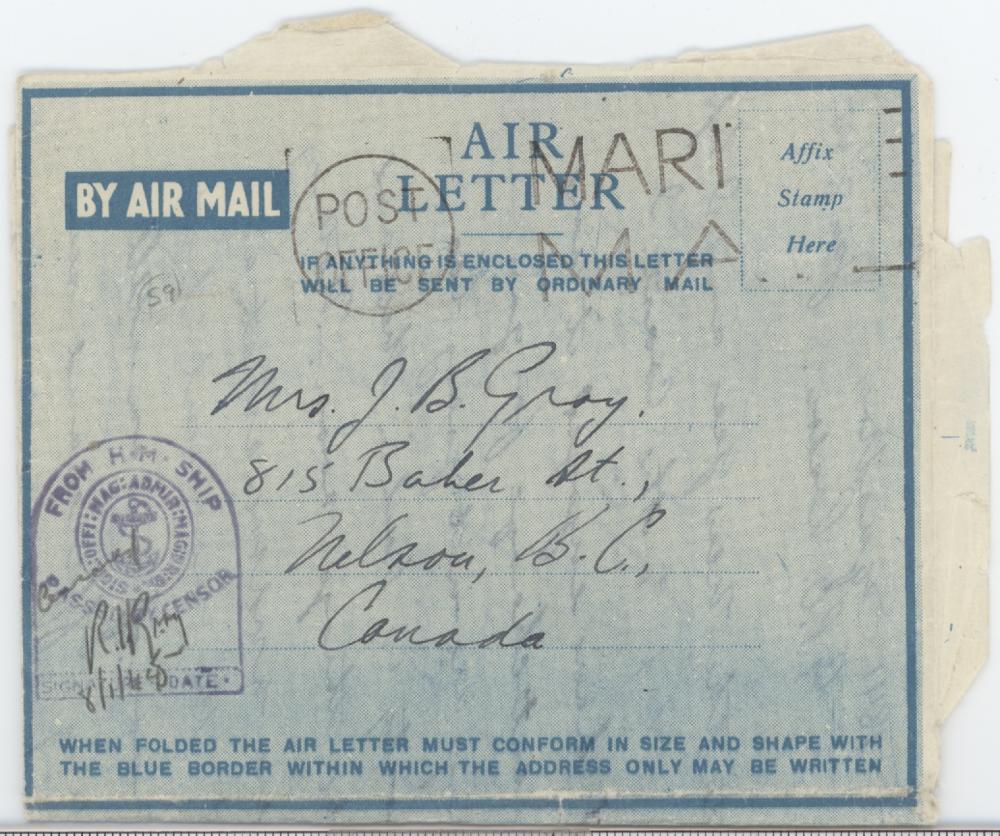 AIR
LETTER
BY AIR MAIL
POST
OFFICE
MARI
MA
Affix
Stamp
Here
IF ANYTHING IS ENCLOSED THIS LETTER
WILL BE SENT BY ORDINARY MAIL
59
Mrs. J. B. Gray.
815 Baker St.,
Nelson, B.C.,
Canada
FROM H.M. SHIP
CENSOR
DATE
WHEN FOLDED THE AIR LETTER MUST CONFORM IN SIZE AND SHAPE WITH
THE BLUE BORDER WITHIN WHICH THE ADDRESS ONLY MAY BE WRITTEN